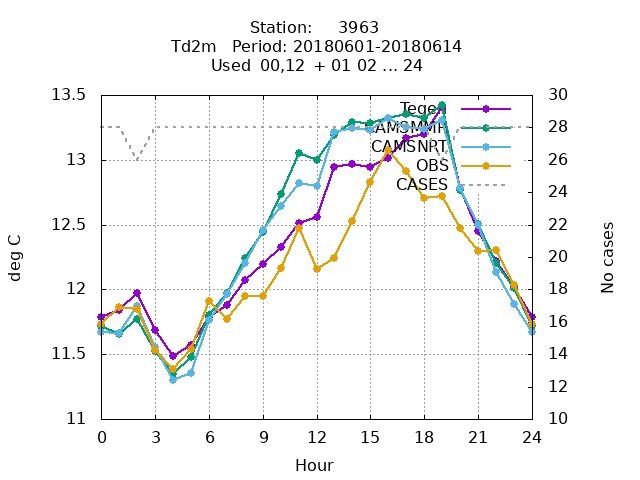 Station:     3963
Td2m   Period: 20180601-20180614
Used  00,12  + 01 02 ... 24
13.5
13
12.5
12
11.5
11
30
28
26
24
22
20
18
16
14
12
10
deg C
No cases
CAMSNRT
OBS
CASES
0 3 6 9 12 15 18 21 24
Hour